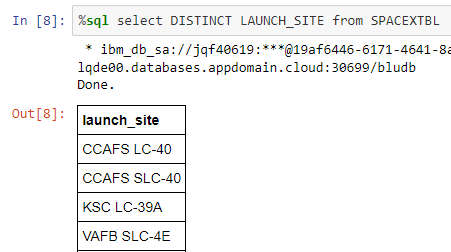 In [8]: %sql select DISTINCT LAUNCH_SITE from SPACEXTBL
* ibm_db_sa://jqf40619:***@19af6446-6171-4641-8a
lqde00.databases.appdomain.cloud:30699/bludb
Done.
Out[8]:
launch_site
CCAFS LC-40
CCAFS SLC-40
KSC LC-39A
VAFB SLC-4E